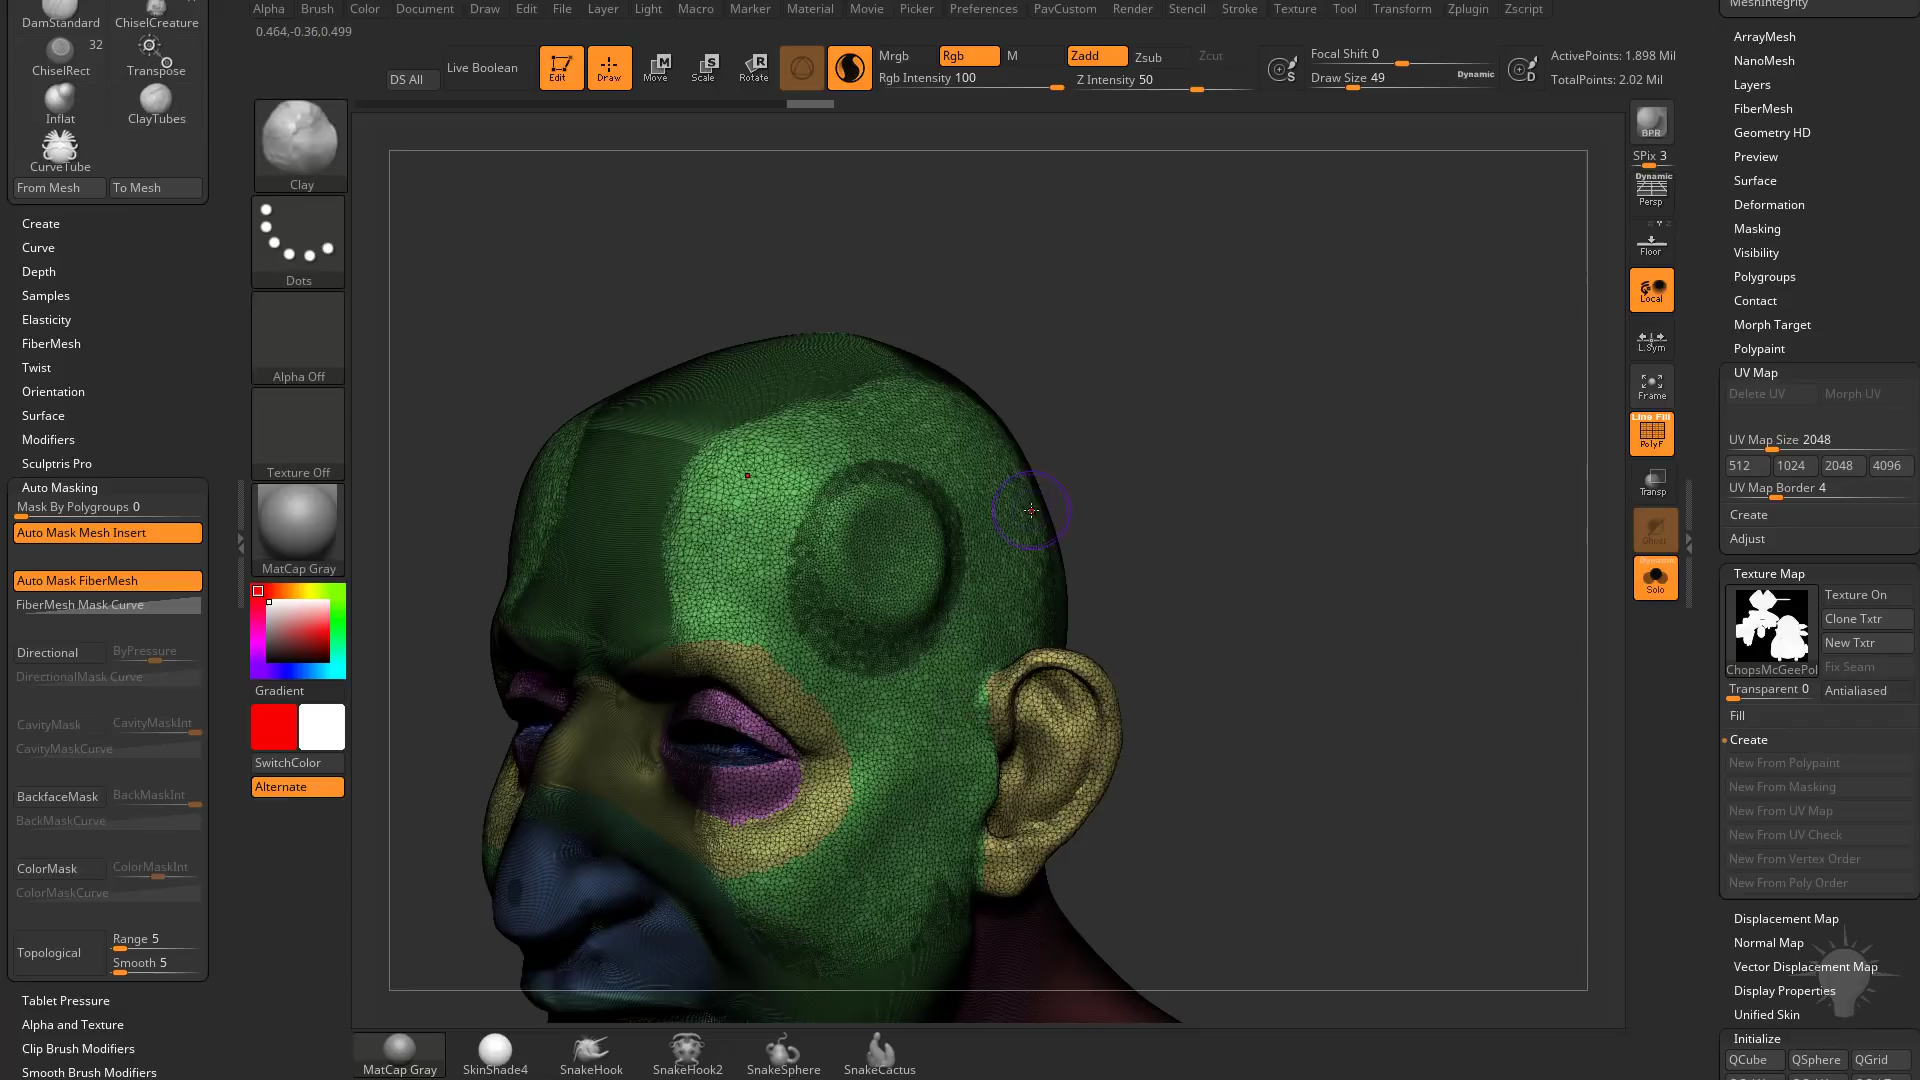 Alpha Brush Color Document Draw Edit File Layer Light Macro Marker Material Movie Picker Preferences PavCustom Render Stencil Stroke Texture Tool Transform Zplugin Zscript
0.464,-0.36,0.499
DS All
Live Boolean
Edit
Draw
Move
Scale
Rotate
Mrgb
Rgb
M
Rgb Intensity 100
Zadd
Zsub
Zcut
Z Intensity 50
Focal Shift 0
Draw Size 49
Dynamic
ActivePoints: 1.898 Mil
TotalPoints: 2.02 Mil
DamStandard
ChiselCreature
32
ChiselRect
Transpose
Inflat
ClayTubes
CurveTube
From Mesh
To Mesh
Create
Curve
Depth
Samples
Elasticity
FiberMesh
Twist
Orientation
Surface
Modifiers
Sculptris Pro
Auto Masking
Mask By Polygroups 0
Auto Mask Mesh Insert
Auto Mask FiberMesh
FiberMesh Mask Curve
Directional
ByPressure
DirectionalMask Curve
CavityMask
CavityMaskInt
CavityMaskCurve
BackfaceMask
BackMaskInt
BackMaskCurve
ColorMask
ColorMaskInt
ColorMaskCurve
Topological
Range 5
Smooth 5
Tablet Pressure
Alpha and Texture
Clip Brush Modifiers
Smooth Brush Modifiers
Clay
Dots
Alpha Off
Texture Off
MatCap Gray
Gradient
SwitchColor
Alternate
MatCap Gray
SkinShade4
SnakeHook
SnakeHook2
SnakeSphere
SnakeCactus
BPR
SPix 3
Dynamic
Persp
Floor
Local
L.Sym
Frame
Line Fill
PolyF
Transp
Ghost
Dynamic
Solo
MeshIntegrity
ArrayMesh
NanoMesh
Layers
FiberMesh
Geometry HD
Preview
Surface
Deformation
Masking
Visibility
Polygroups
Contact
Morph Target
Polypaint
UV Map
Delete UV
Morph UV
UV Map Size 2048
512
1024
2048
4096
UV Map Border 4
Create
Adjust
Texture Map
Texture On
Clone Txtr
New Txtr
ChopsMcGeePol
Fix Seam
Transparent 0
Antialiased
Fill
Create
New From Polypaint
New From Masking
New From UV Map
New From UV Check
New From Vertex Order
New From Poly Order
Displacement Map
Normal Map
Vector Displacement Map
Display Properties
Unified Skin
Initialize
QCube
QSphere
QGrid